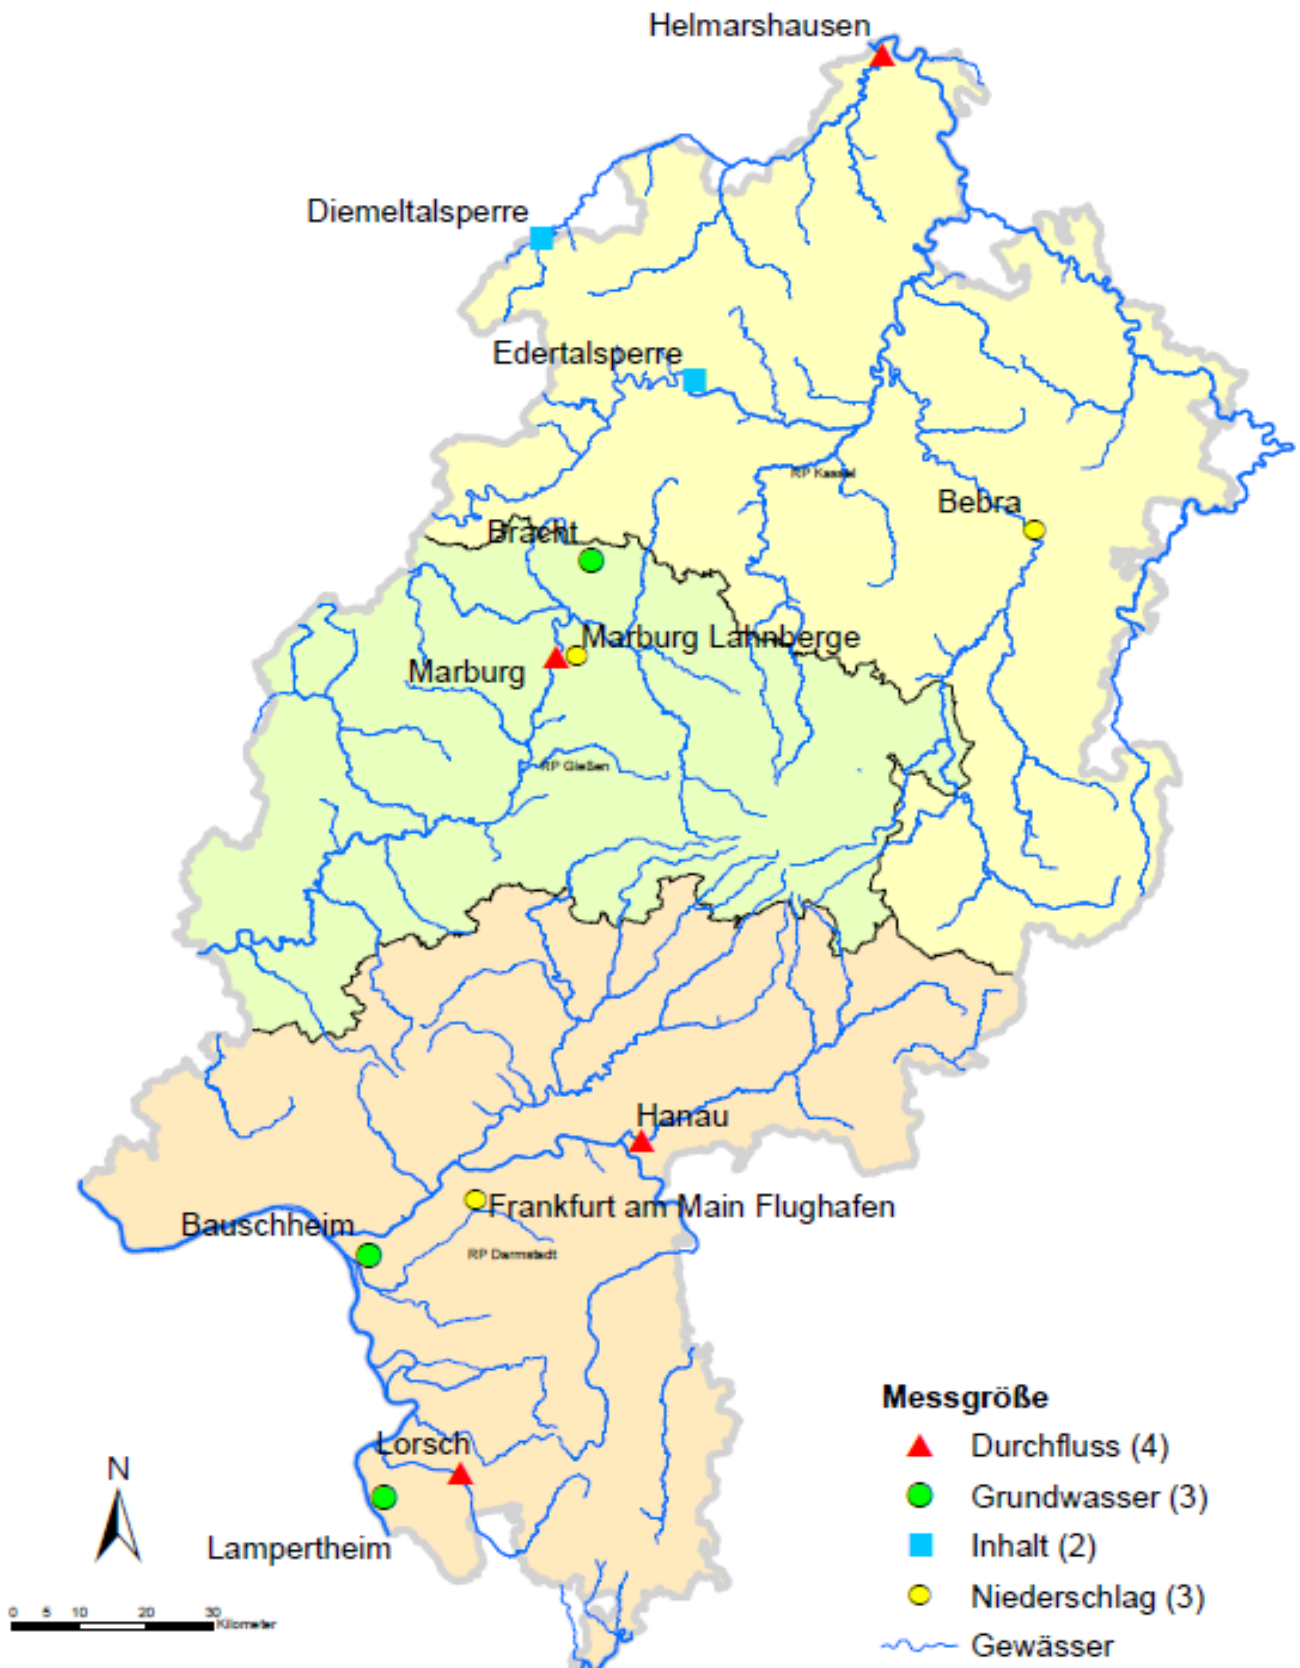 Helmarshausen
Diemeltalsperre
Edertalsperre
RP Kassel
Bebra
Bracht
Marburg Lahnberge
Marburg
RP Gießen
Hanau
Frankfurt am Main Flughafen
Bauschheim
RP Darmstadt
Lorsch
Lampertheim
Messgröße
Durchfluss (4)
Grundwasser (3)
Inhalt (2)
Niederschlag (3)
Gewässer
N
0 5 10 20 30
Kilometer